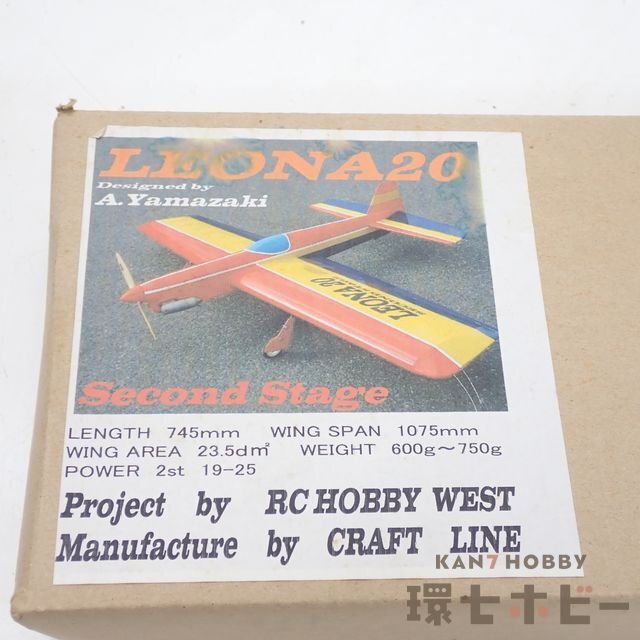 LEONA20
Designed by
A.Yamazaki
LEONA20
Second Stage
LENGTH 745mm WING SPAN 1075mm
WING AREA 23.5d㎡ WEIGHT 600g～750g
POWER 2st 19-25
Project by RC HOBBY WEST
Manufacture by CRAFT LINE
KAN7 HOBBY
環七ホビー